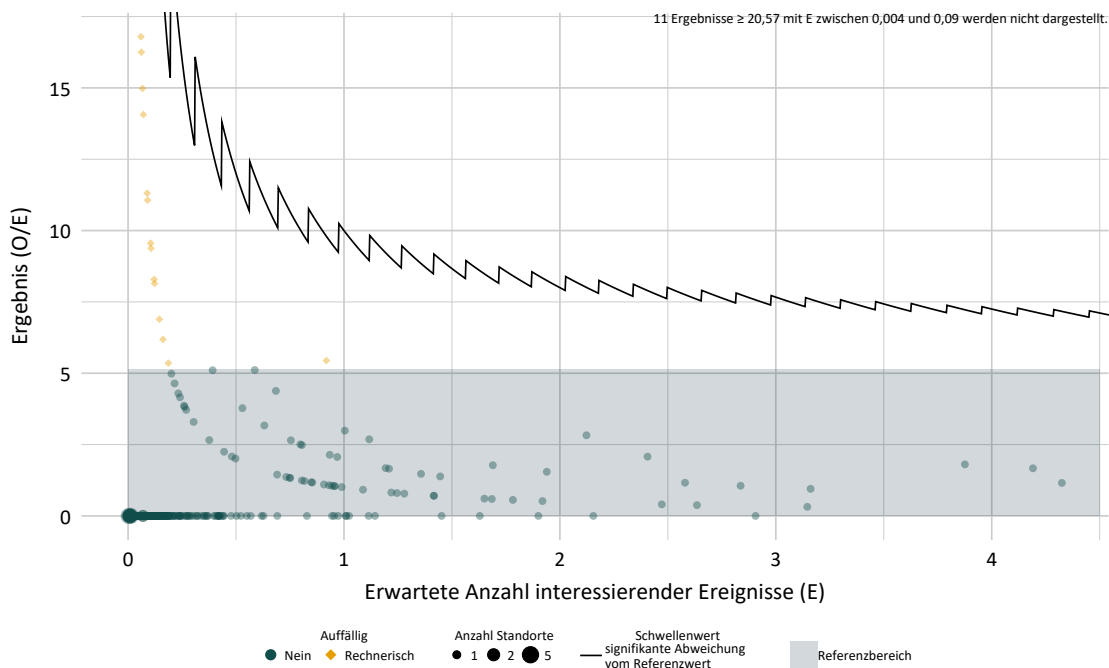 11 Ergebnisse ≥ 20,57 mit E zwischen 0,004 und 0,09 werden nicht dargestellt.
15
10
5
0
Ergebnis (O/E)
0 1 2 3 4
Erwartete Anzahl interessierender Ereignisse (E)
Auffällig
Nein Rechnerisch
Anzahl Standorte
1 2 5
Schwellenwert
signifikante Abweichung
vom Referenzwert
Referenzbereich